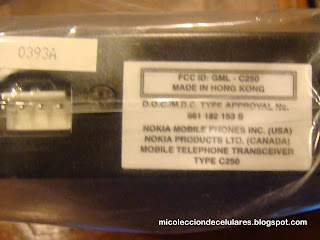 0393A
FCC ID: GML - C250
MADE IN HONG KONG
D.O.C./M.D.C. TYPE APPROVAL No.
661 182 153 S
NOKIA MOBILE PHONES INC. (USA)
NOKIA PRODUCTS LTD. (CANADA)
MOBILE TELEPHONE TRANSCEIVER
TYPE C250
micolecciondecelulares.blogspot.com